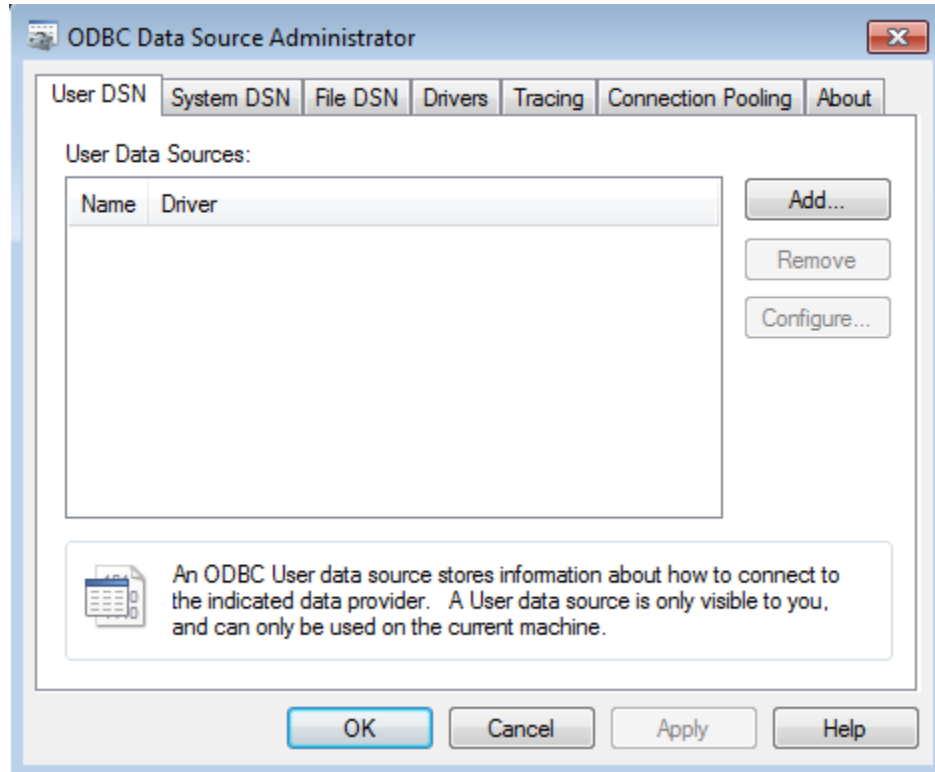 ODBC Data Source Administrator
User DSN System DSN File DSN Drivers Tracing Connection Pooling About
User Data Sources:
Name Driver
Add...
Remove
Configure...
An ODBC User data source stores information about how to connect to
the indicated data provider. A User data source is only visible to you,
and can only be used on the current machine.
OK Cancel Apply Help